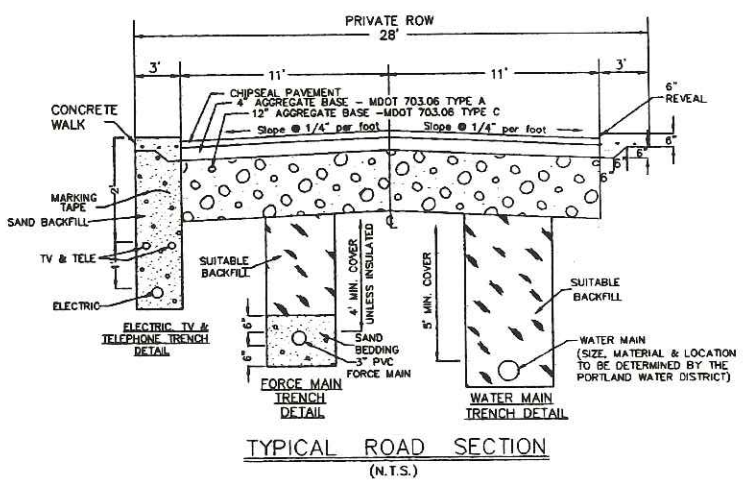 PRIVATE ROW
28'
3'
11'
11'
3'
CHIPSEAL PAVEMENT
4" AGGREGATE BASE - MDOT 703.06 TYPE A
12" AGGREGATE BASE -MDOT 703.06 TYPE C
Slope @ 1/4" per foot
Slope @ 1/4" per foot
6"
REVEAL
CONCRETE
WALK
6"
6"
6"
2'
MARKING
TAPE
SAND BACKFILL
TV & TELE
ELECTRIC
ELECTRIC, TV &
TELEPHONE TRENCH
DETAIL
SUITABLE
BACKFILL
4' MIN. COVER
UNLESS INSULATED
6"
6"
SAND
BEDDING
3" PVC
FORCE MAIN
FORCE MAIN
TRENCH
DETAIL
5' MIN. COVER
SUITABLE
BACKFILL
WATER MAIN
(SIZE, MATERIAL & LOCATION
TO BE DETERMINED BY THE
PORTLAND WATER DISTRICT)
WATER MAIN
TRENCH DETAIL
TYPICAL ROAD SECTION
(N.T.S.)